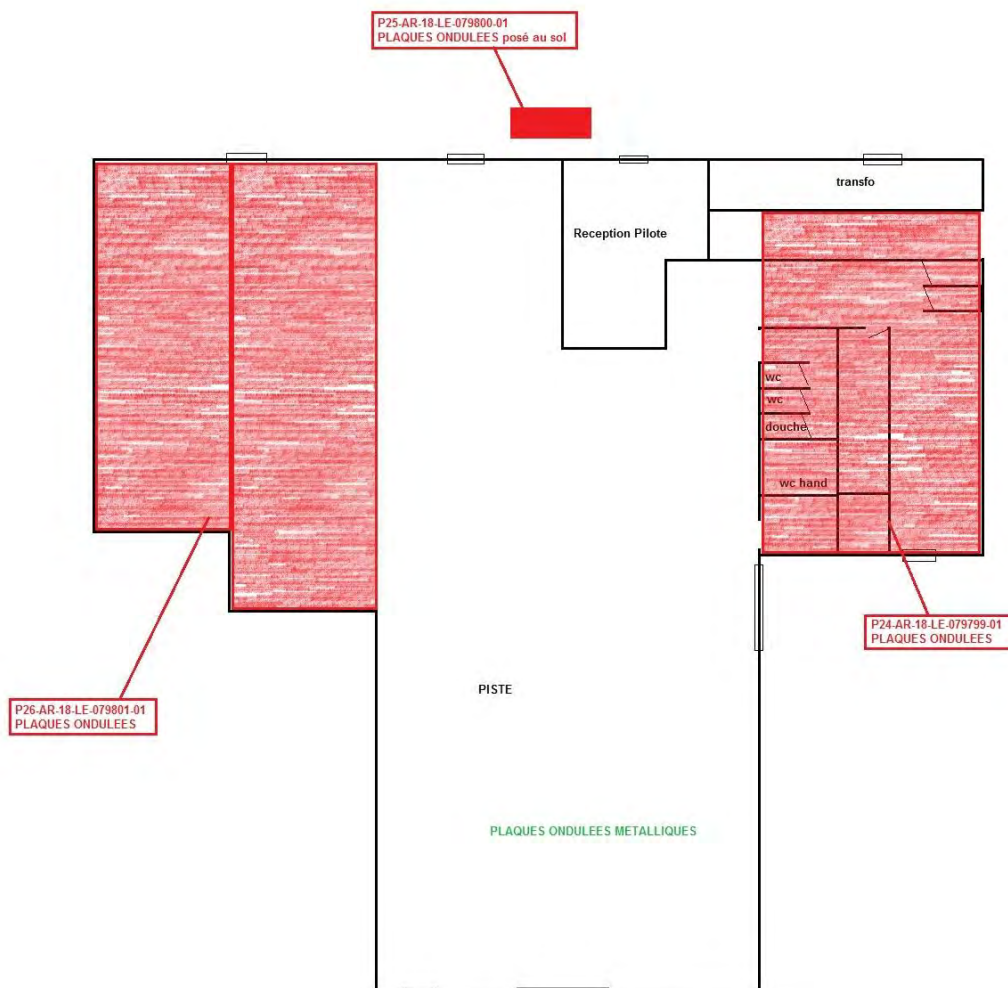 P25-AR-18-LE-079800-01
PLAQUES ONDULEES posé au sol
transfo
Reception Pilote
wc
wc
douche
wc hand
P24-AR-18-LE-079799-01
PLAQUES ONDULEES
PISTE
P26-AR-18-LE-079801-01
PLAQUES ONDULEES
PLAQUES ONDULEES METALLIQUES